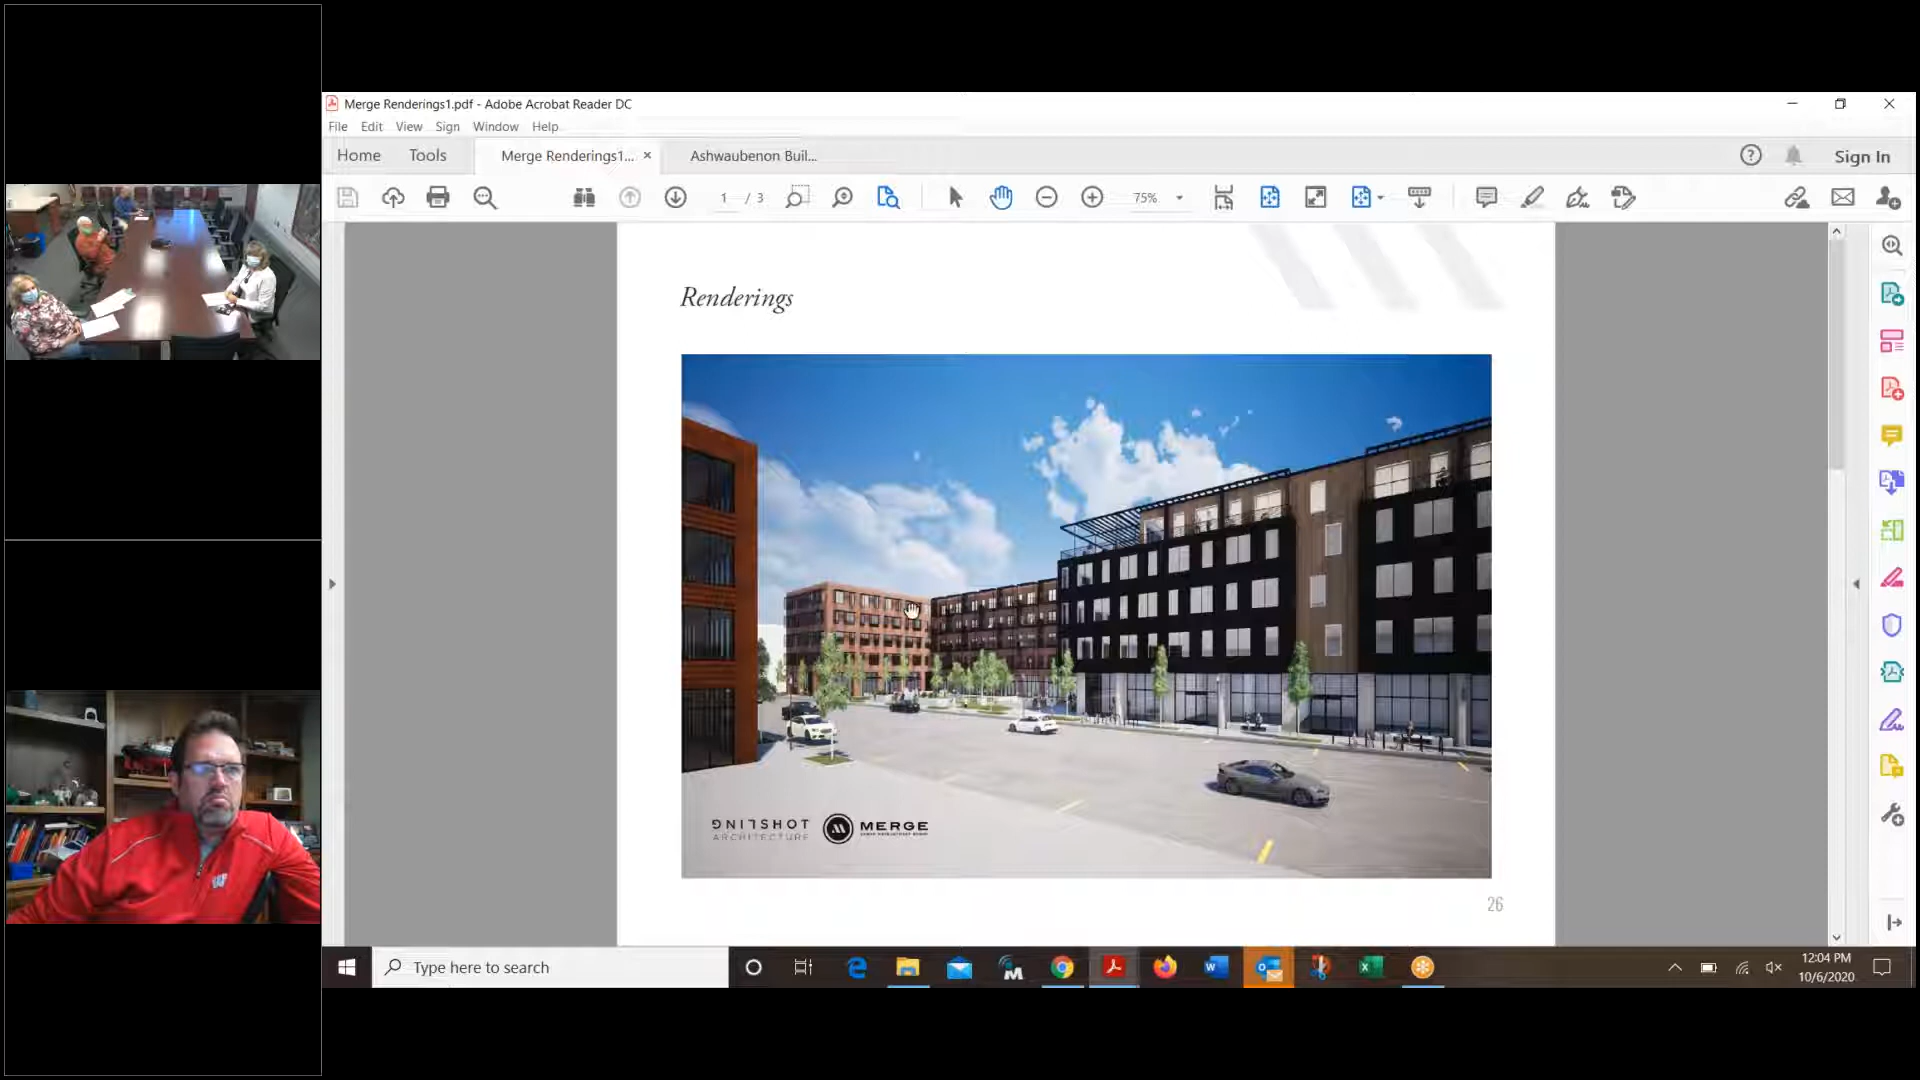 Merge Renderings1.pdf - Adobe Acrobat Reader DC
File Edit View Sign Window Help
Home Tools Merge Renderings1... × Ashwaubenon Buil... Sign In
1 / 3 75%
Renderings
GNITSHOT
ARCHITECTURE
MERGE
26
Type here to search
12:04 PM
10/6/2020